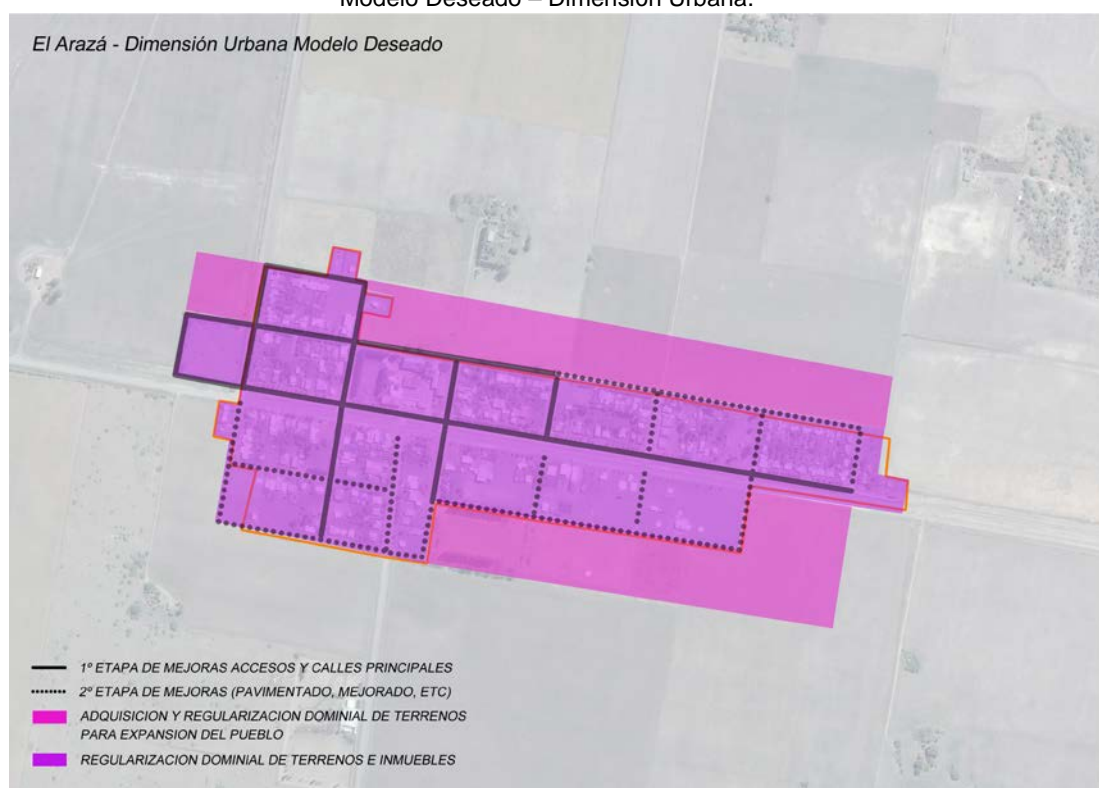 Modelo Deseado – Dimensión Urbana.
El Arazá - Dimensión Urbana Modelo Deseado
1º ETAPA DE MEJORAS ACCESOS Y CALLES PRINCIPALES
2º ETAPA DE MEJORAS (PAVIMENTADO, MEJORADO, ETC)
ADQUISICION Y REGULARIZACION DOMINIAL DE TERRENOS
PARA EXPANSION DEL PUEBLO
REGULARIZACION DOMINIAL DE TERRENOS E INMUEBLES